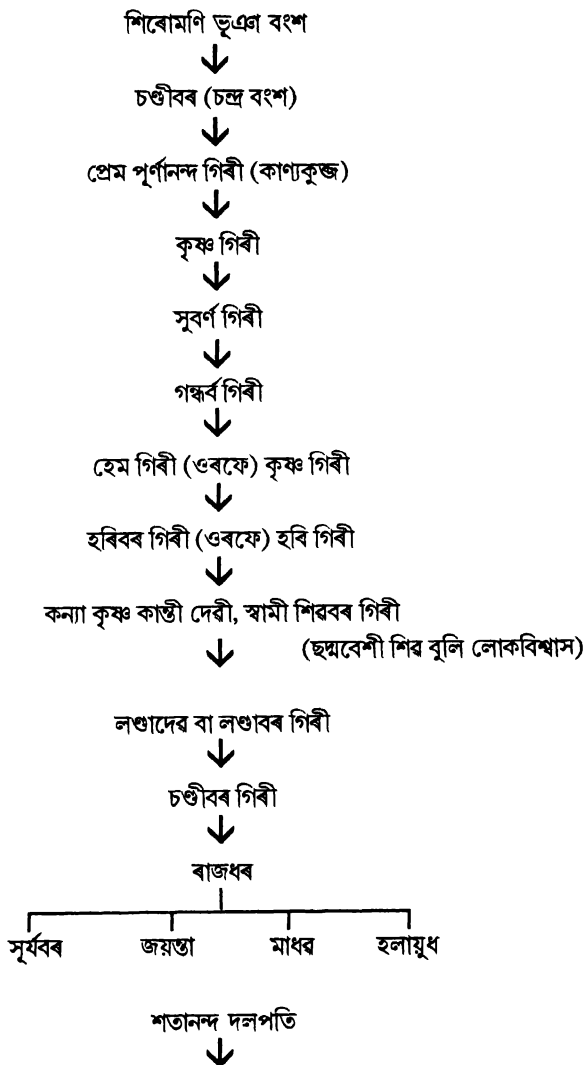 শিৰোমণি ভূঞা বংশ
চণ্ডীবৰ (চন্দ্ৰ বংশ)
প্ৰেম পূৰ্ণানন্দ গিৰী (কাণ্যকুব্জ)
কৃষ্ণ গিৰী
সুবৰ্ণ গিৰী
গন্ধৰ্ব গিৰী
হেম গিৰী (ওৰফে) কৃষ্ণ গিৰী
হৰিবৰ গিৰী (ওৰফে) হবি গিৰী
কন্যা কৃষ্ণ কান্তী দেৱী, স্বামী শিৱবৰ গিৰী
(ছদ্মবেশী শিৱ বুলি লোকবিশ্বাস)
লণ্ডাদেৱ বা লণ্ডাবৰ গিৰী
চণ্ডীবৰ গিৰী
ৰাজধৰ
সূৰ্যবৰ জয়ন্তা মাধৱ হলায়ুধ
শতানন্দ দলপতি